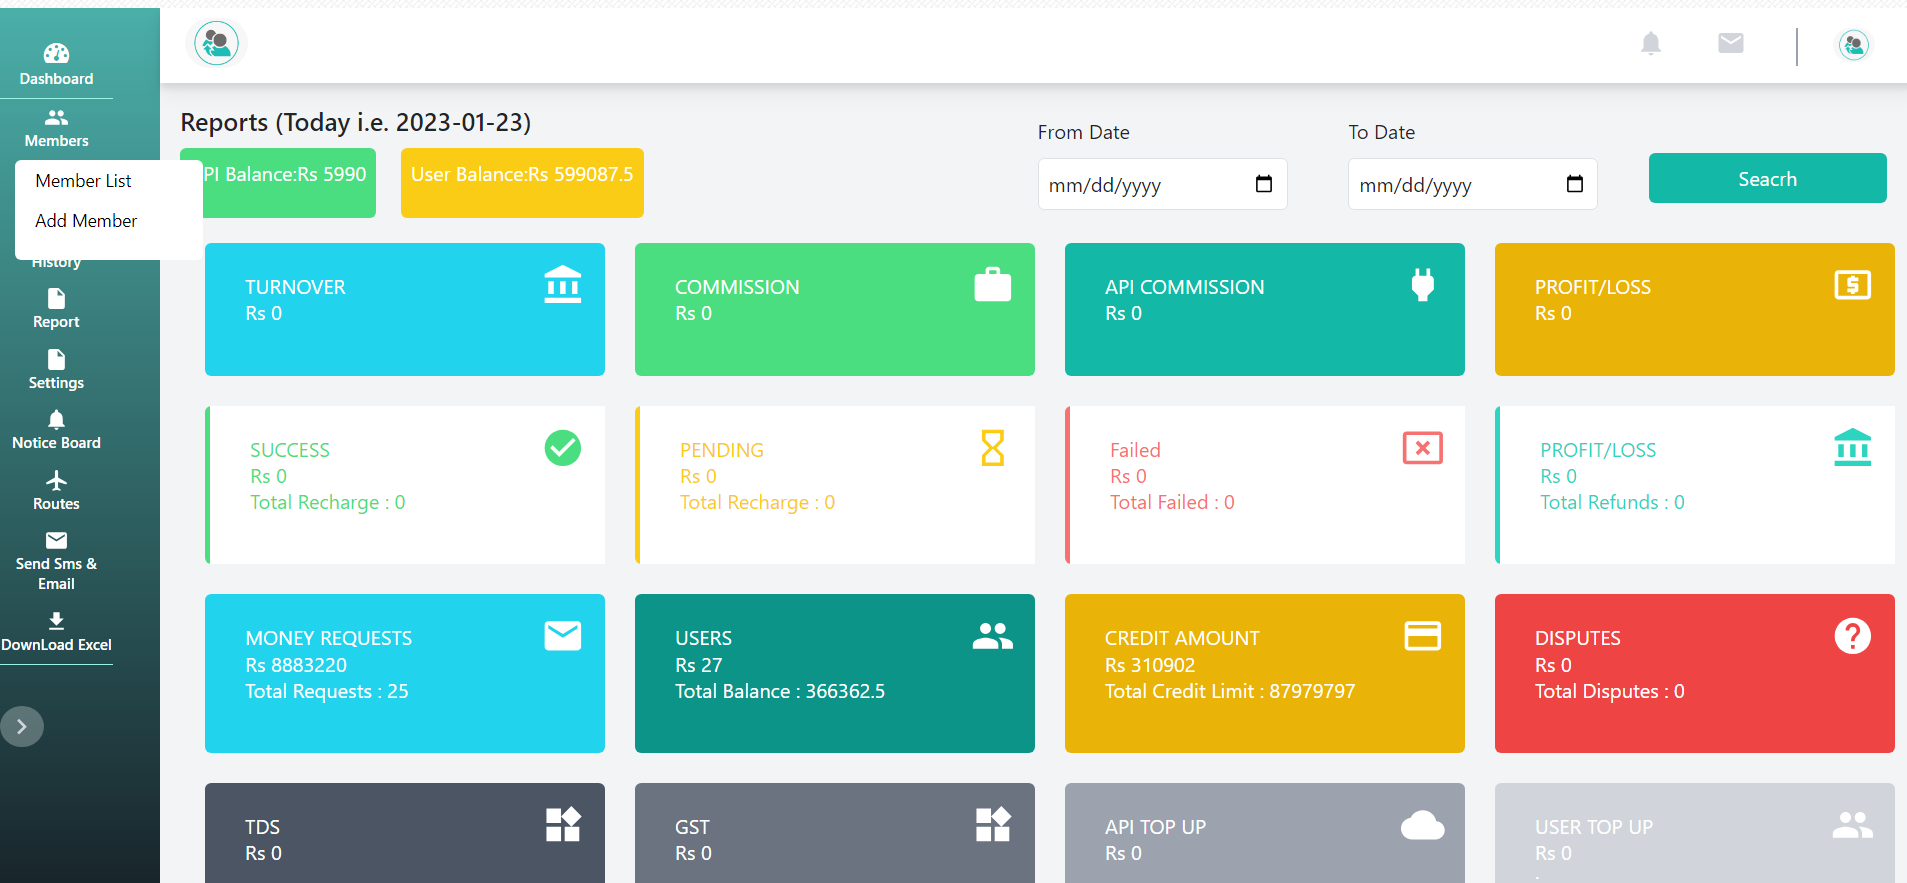 Dashboard
Members
Member List
Add Member
History
Report
Settings
Notice Board
Routes
Send Sms &
Email
DownLoad Excel
Reports (Today i.e. 2023-01-23)
PI Balance:Rs 5990
User Balance:Rs 599087.5
From Date
mm/dd/yyyy
To Date
mm/dd/yyyy
Seacrh
TURNOVER
Rs 0
COMMISSION
Rs 0
API COMMISSION
Rs 0
PROFIT/LOSS
Rs 0
SUCCESS
Rs 0
Total Recharge : 0
PENDING
Rs 0
Total Recharge : 0
Failed
Rs 0
Total Failed : 0
PROFIT/LOSS
Rs 0
Total Refunds : 0
MONEY REQUESTS
Rs 8883220
Total Requests : 25
USERS
Rs 27
Total Balance : 366362.5
CREDIT AMOUNT
Rs 310902
Total Credit Limit : 87979797
DISPUTES
Rs 0
Total Disputes : 0
TDS
Rs 0
GST
Rs 0
API TOP UP
Rs 0
USER TOP UP
Rs 0